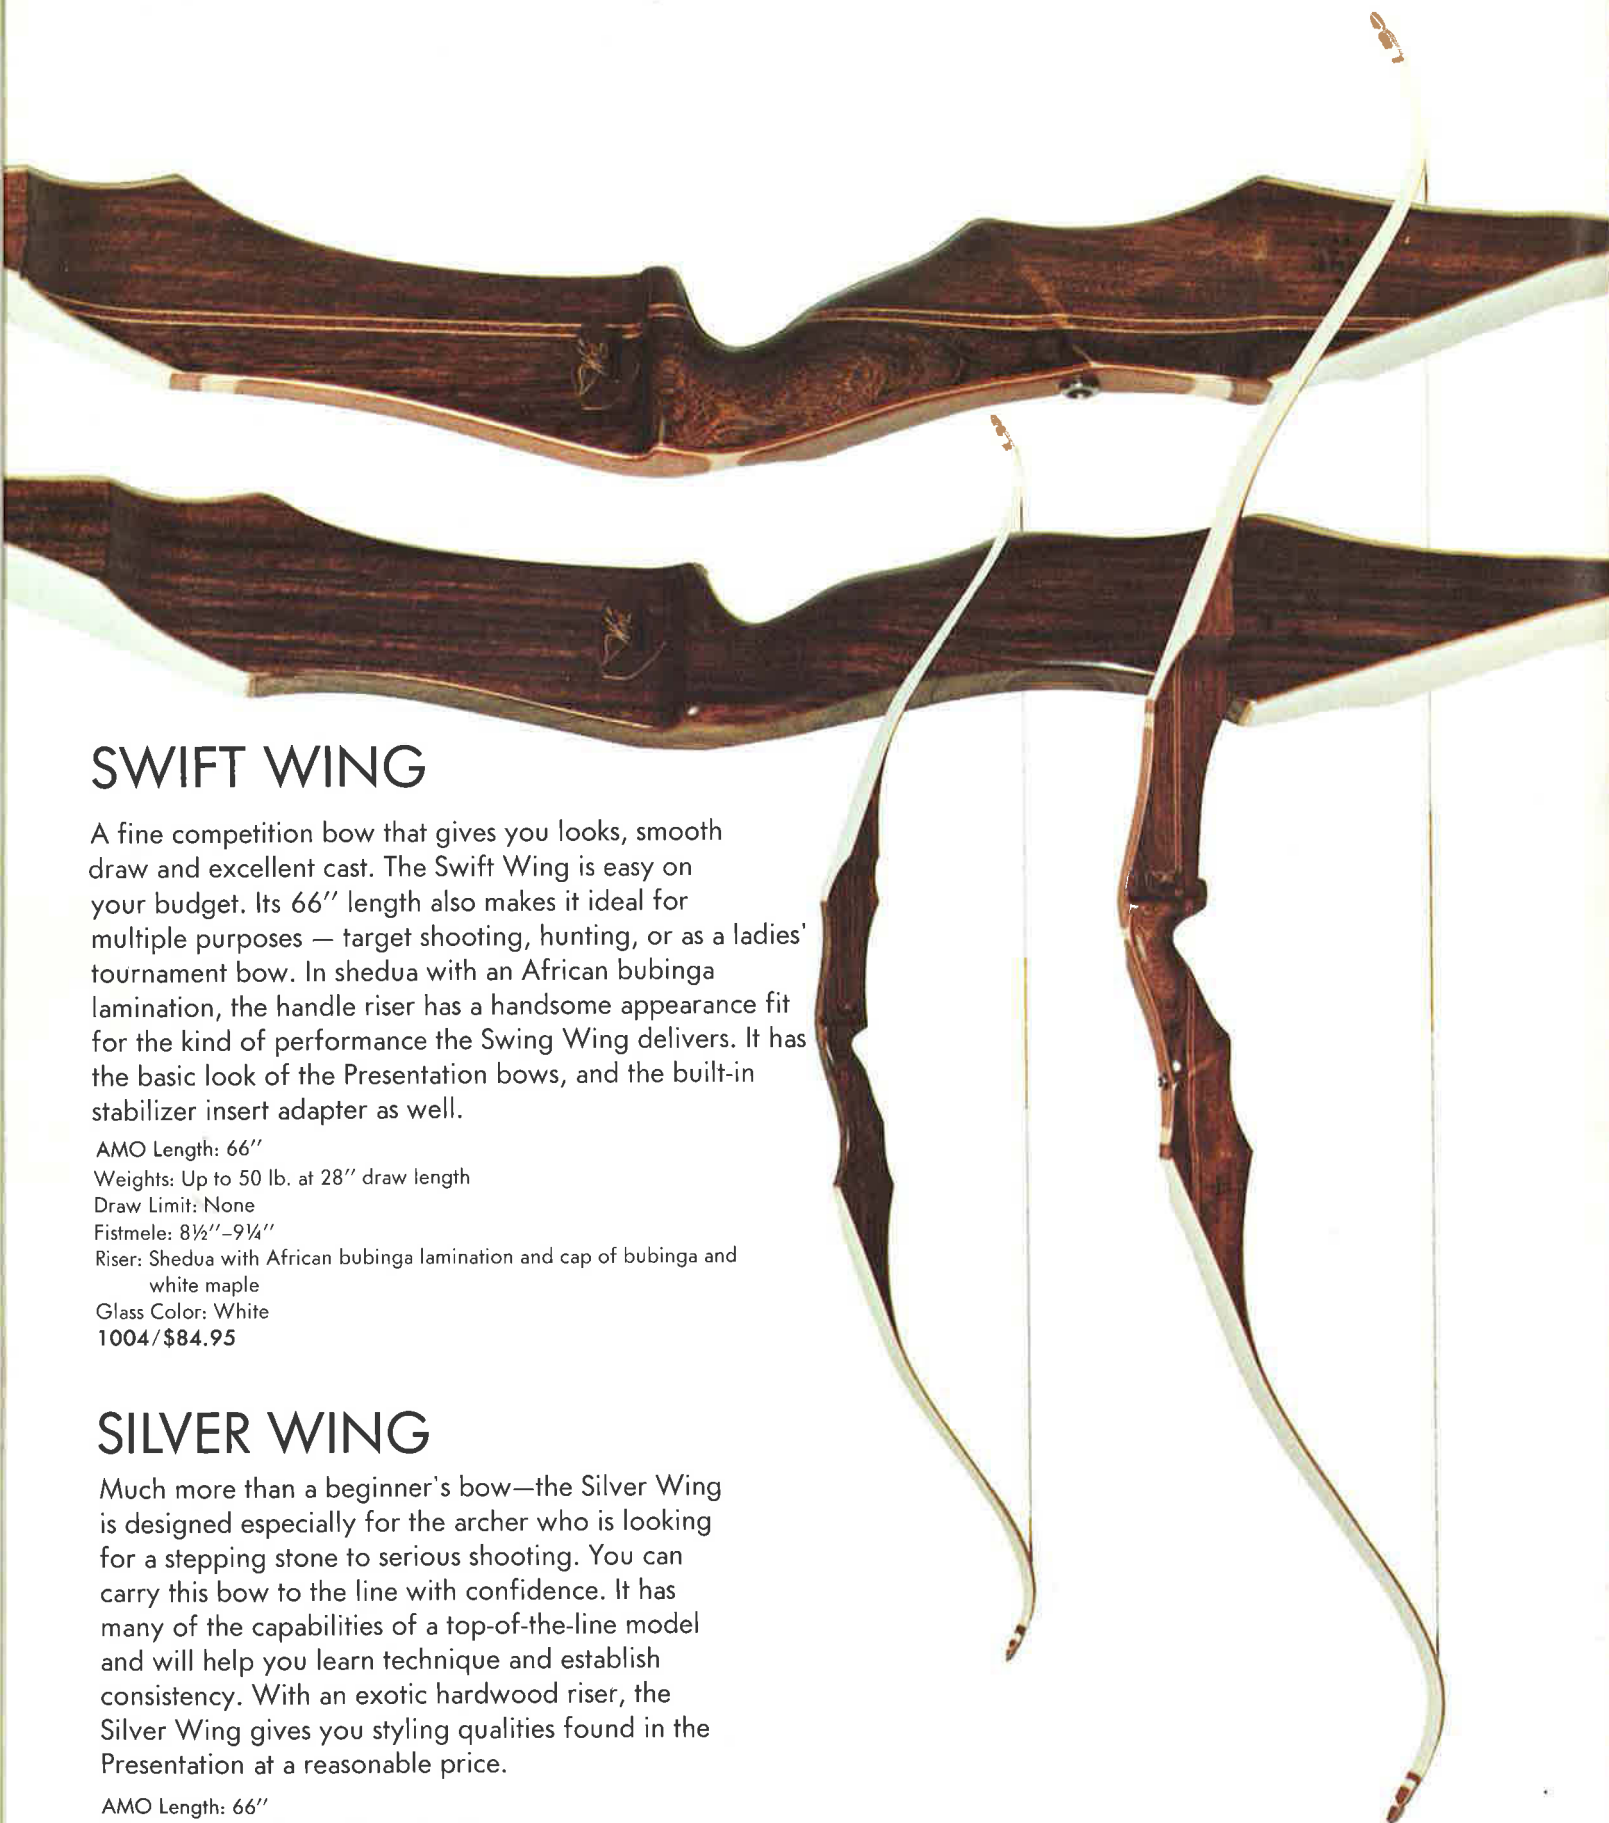 SWIFT WING
A fine competition bow that gives you looks, smooth
draw and excellent cast. The Swift Wing is easy on
your budget. Its 66″ length also makes it ideal for
multiple purposes — target shooting, hunting, or as a ladies'
tournament bow. In shedua with an African bubinga
lamination, the handle riser has a handsome appearance fit
for the kind of performance the Swing Wing delivers. It has
the basic look of the Presentation bows, and the built-in
stabilizer insert adapter as well.
AMO Length: 66″
Weights: Up to 50 lb. at 28″ draw length
Draw Limit: None
Fistmele: 8½″–9¼″
Riser: Shedua with African bubinga lamination and cap of bubinga and
white maple
Glass Color: White
1004/$84.95
SILVER WING
Much more than a beginner's bow—the Silver Wing
is designed especially for the archer who is looking
for a stepping stone to serious shooting. You can
carry this bow to the line with confidence. It has
many of the capabilities of a top-of-the-line model
and will help you learn technique and establish
consistency. With an exotic hardwood riser, the
Silver Wing gives you styling qualities found in the
Presentation at a reasonable price.
AMO Length: 66″